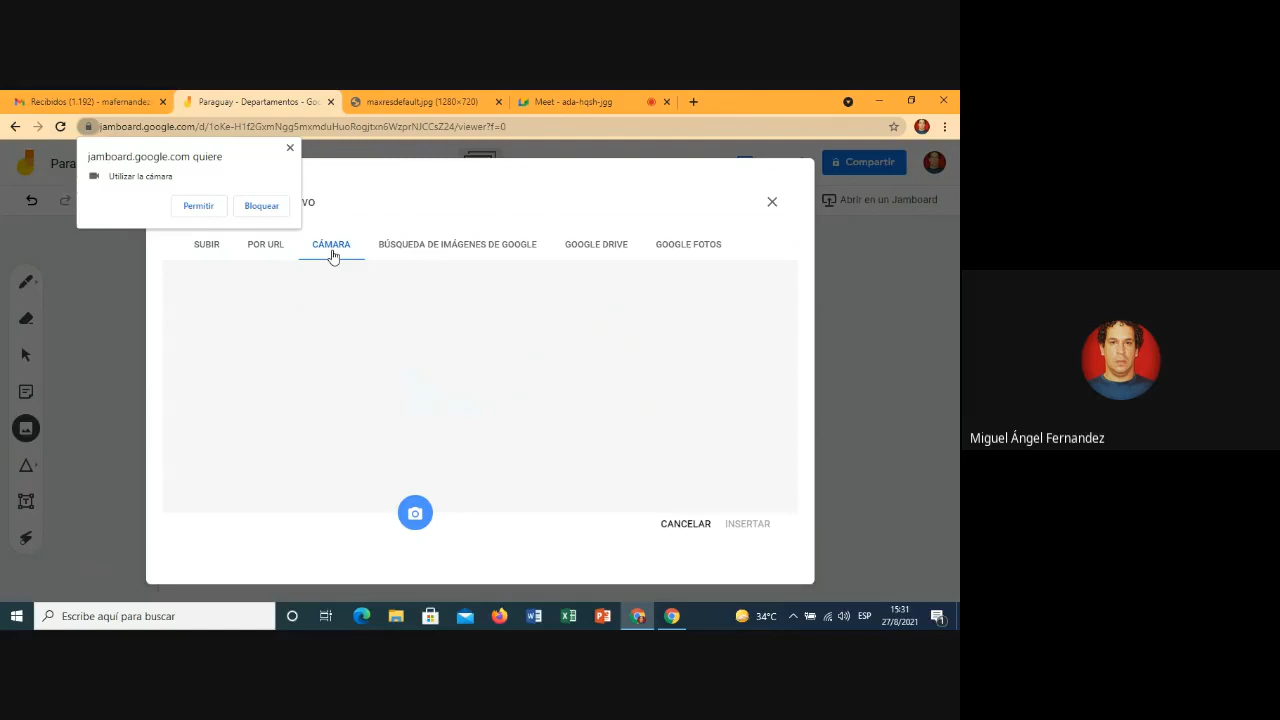 Recibidos (1.192) - mafernandez
Paraguay - Departamentos - Goo
maxresdefault.jpg (1280×720)
Meet - ada-hqsh-jgg
jamboard.google.com/d/1oKe-H1f2GxmNgg5mxmduHuoRogjtxn6WzprNJCCsZ24/viewer?f=0
jamboard.google.com quiere
Utilizar la cámara
Permitir
Bloquear
Para
Compartir
vo
Abrir en un Jamboard
SUBIR
POR URL
CÁMARA
BÚSQUEDA DE IMÁGENES DE GOOGLE
GOOGLE DRIVE
GOOGLE FOTOS
CANCELAR
INSERTAR
Miguel Ángel Fernandez
Escribe aquí para buscar
34°C
ESP
15:31
27/8/2021
1